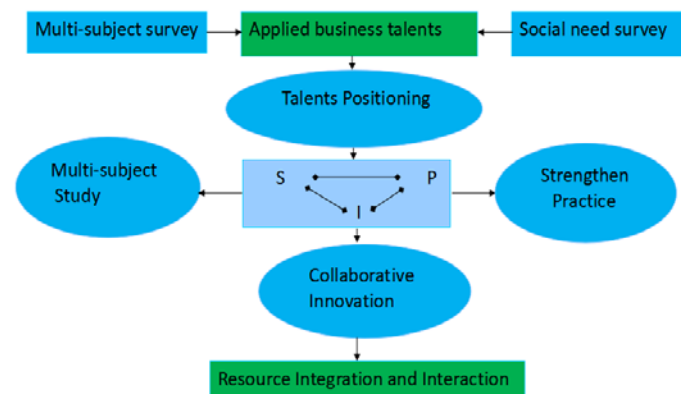 Multi-subject survey
Applied business talents
Social need survey
Talents Positioning
Multi-subject
Study
S
P
I
Strengthen
Practice
Collaborative
Innovation
Resource Integration and Interaction